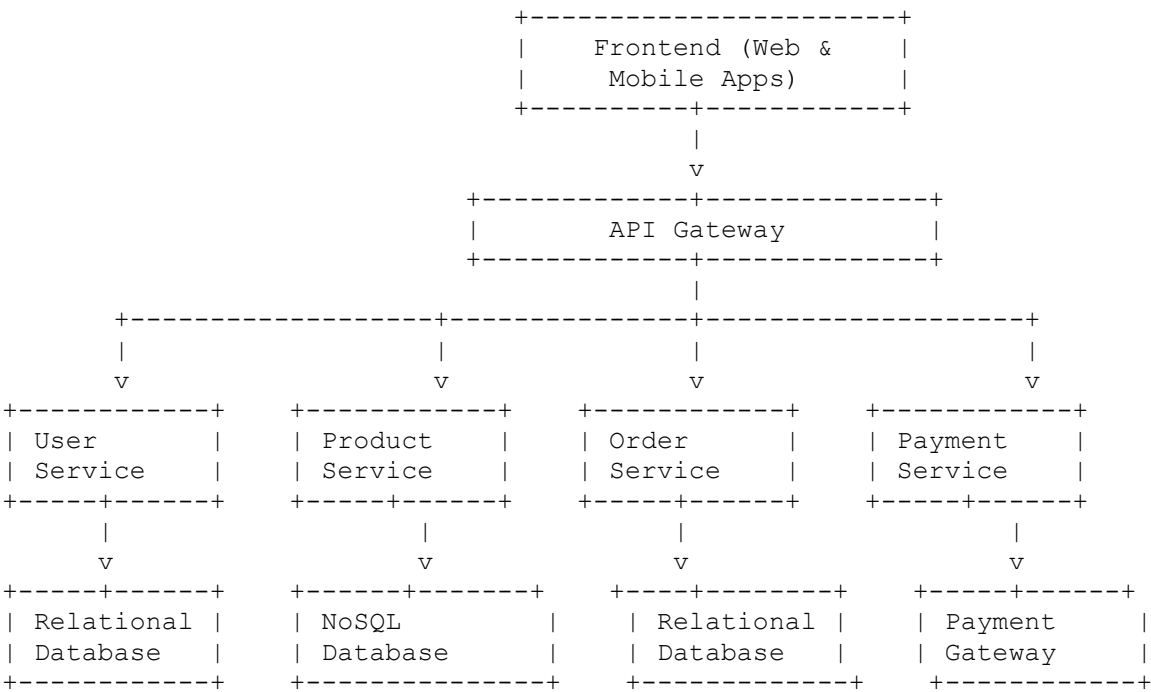 Frontend (Web &
Mobile Apps)
API Gateway
User
Service
Product
Service
Order
Service
Payment
Service
Relational
Database
NoSQL
Database
Relational
Database
Payment
Gateway